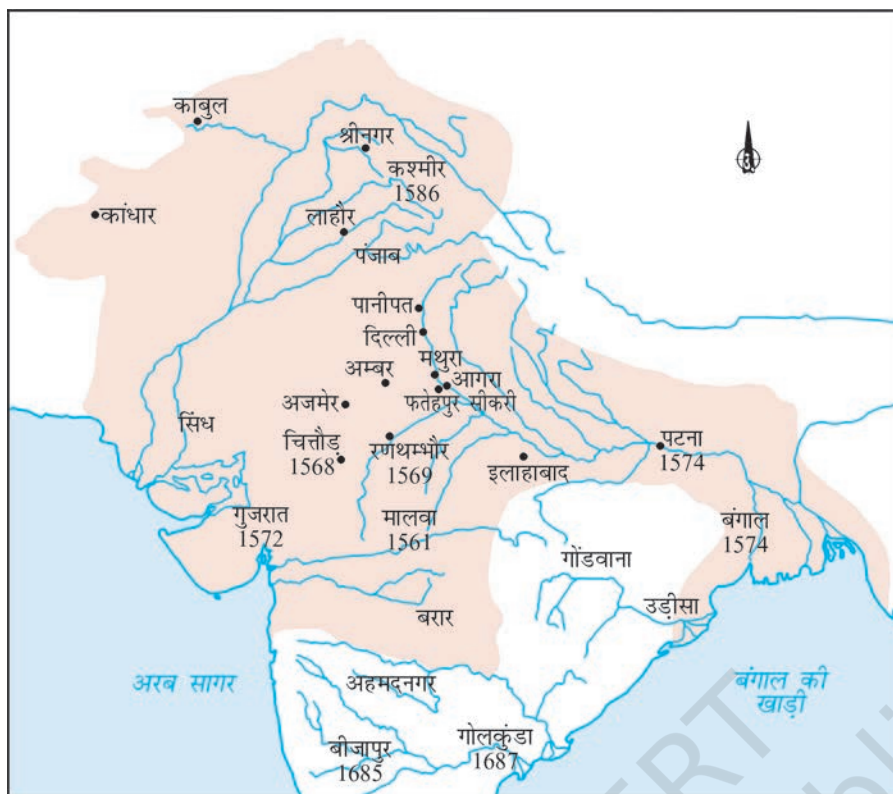 काबुल
श्रीनगर
कश्मीर
1586
कांधार
लाहौर
पंजाब
पानीपत
दिल्ली
मथुरा
अम्बर
आगरा
अजमेर
फतेहपुर सीकरी
सिंध
चित्तौड़
1568
रणथम्भौर
1569
इलाहाबाद
पटना
1574
गुजरात
1572
मालवा
1561
बंगाल
1574
गोंडवाना
उड़ीसा
बरार
अरब सागर
अहमदनगर
बंगाल की
खाड़ी
बीजापुर
1685
गोलकुंडा
1687